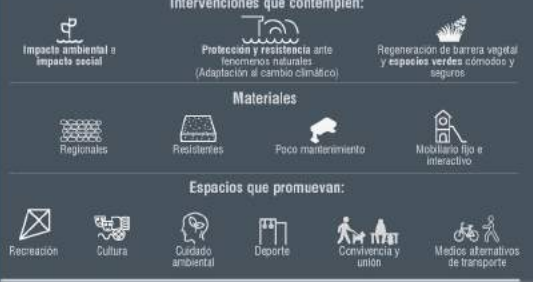 Intervenciones que contemplen:
Impacto ambiental e
impacto social
Protección y resistencia ante
fenomenos naturales
(Adaptación al cambio climático)
Regeneración de barrera vegetal
y espacios verdes cómodos y
seguros
Materiales
Regionales
Resistentes
Poco mantenimiento
Mobiliario fijo e
interactivo
Espacios que promuevan:
Recreación
Cultura
Cuidado
ambiental
Deporte
Convivencia y
unión
Medios alternativos
de transporte